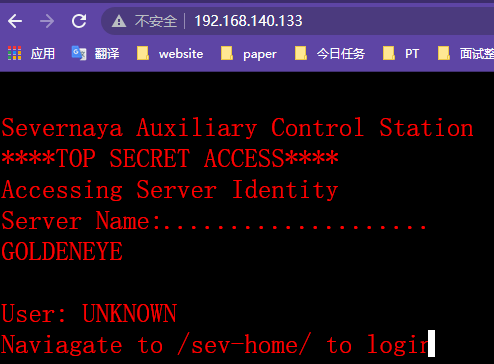 不安全 192.168.140.133
应用 翻译 website paper 今日任务 PT 面试整
Severnaya Auxiliary Control Station
****TOP SECRET ACCESS****
Accessing Server Identity
Server Name:....................
GOLDENEYE
User: UNKNOWN
Naviagate to /sev-home/ to login